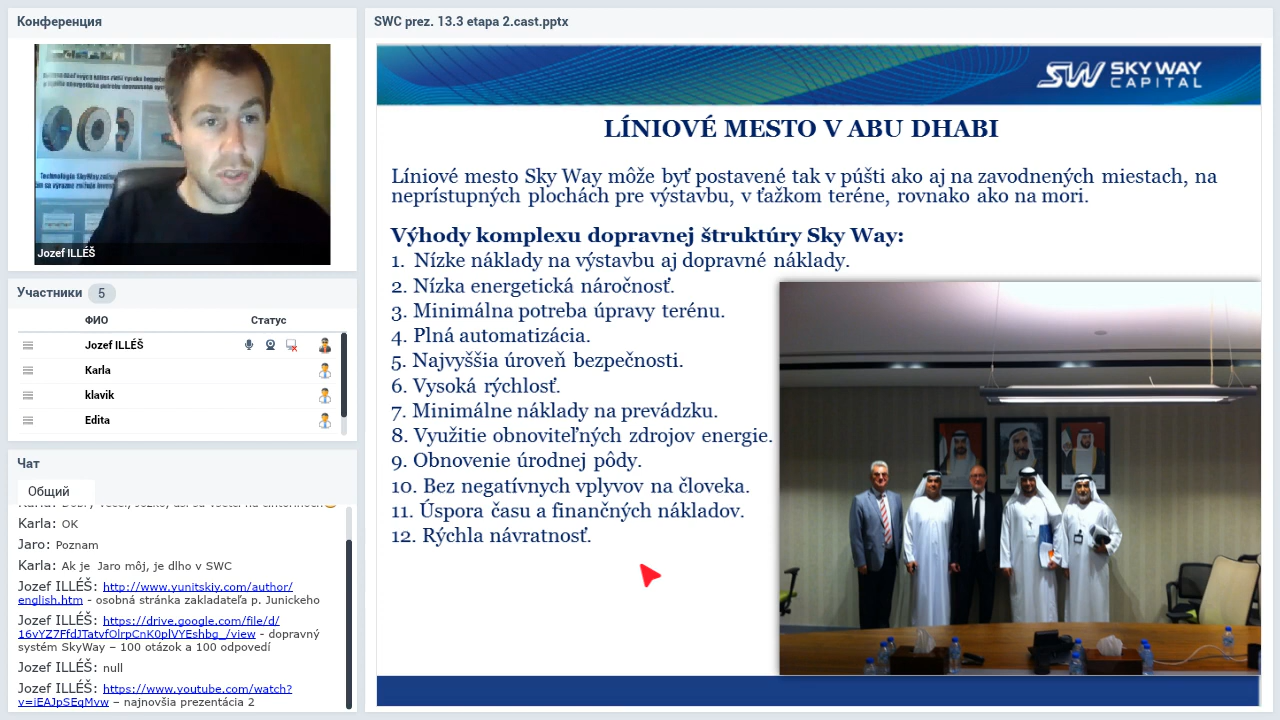 Конференция
Jozef ILLÉŠ
Участники 5
ФИО Статус
Jozef ILLÉŠ
Karla
klavik
Edita
Чат
Общий
Karla: OK
Jaro: Poznam
Karla: Ak je Jaro môj, je dlho v SWC
Jozef ILLÉŠ: http://www.yunitskiy.com/author/
english.htm - osobná stránka zakladateľa p. Junickeho
Jozef ILLÉŠ: https://drive.google.com/file/d/
16vYZ7FfdJTatvfOlrpCnK0plVYEshbg_/view - dopravný
systém SkyWay – 100 otázok a 100 odpovedí
Jozef ILLÉŠ: null
Jozef ILLÉŠ: https://www.youtube.com/watch?
v=iEAJpSEqMvw – najnovšia prezentácia 2
SWC prez. 13.3 etapa 2.cast.pptx
SW SKY WAY
CAPITAL
LÍNIOVÉ MESTO V ABU DHABI
Líniové mesto Sky Way môže byť postavené tak v púšti ako aj na zavodnených miestach, na
neprístupných plochách pre výstavbu, v ťažkom teréne, rovnako ako na mori.
Výhody komplexu dopravnej štruktúry Sky Way:
1. Nízke náklady na výstavbu aj dopravné náklady.
2. Nízka energetická náročnosť.
3. Minimálna potreba úpravy terénu.
4. Plná automatizácia.
5. Najvyššia úroveň bezpečnosti.
6. Vysoká rýchlosť.
7. Minimálne náklady na prevádzku.
8. Využitie obnoviteľných zdrojov energie.
9. Obnovenie úrodnej pôdy.
10. Bez negatívnych vplyvov na človeka.
11. Úspora času a finančných nákladov.
12. Rýchla návratnosť.